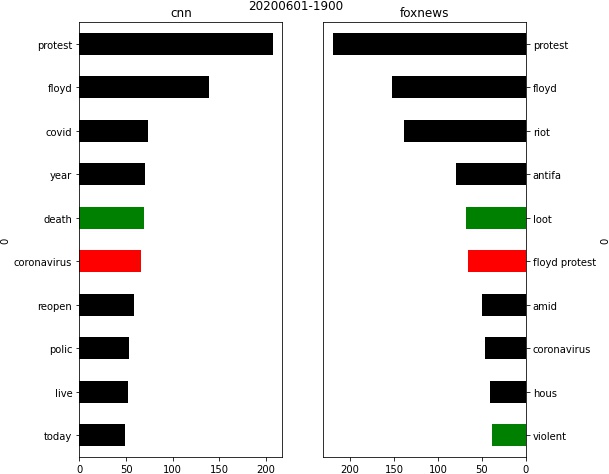 20200601-1900
cnn
foxnews
protest
floyd
covid
year
death
coronavirus
reopen
polic
live
today
0
0 50 100 150 200
protest
floyd
riot
antifa
loot
floyd protest
amid
coronavirus
hous
violent
0
200 150 100 50 0